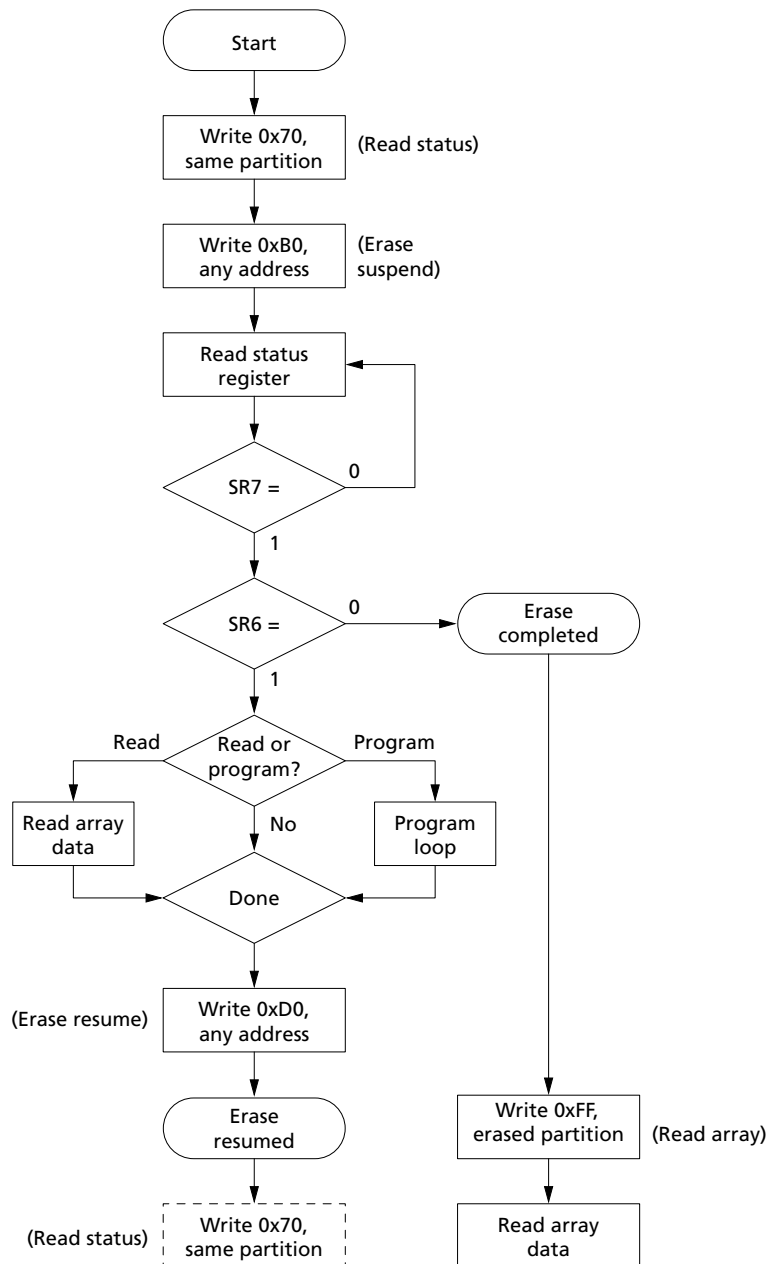 Start
Write 0x70,
same partition
(Read status)
Write 0xB0,
any address
(Erase
suspend)
Read status
register
SR7 =
0
1
SR6 =
0
Erase
completed
1
Read
Read or
program?
Program
Read array
data
No
Program
loop
Done
(Erase resume)
Write 0xD0,
any address
Erase
resumed
Write 0xFF,
erased partition
(Read array)
(Read status)
Write 0x70,
same partition
Read array
data